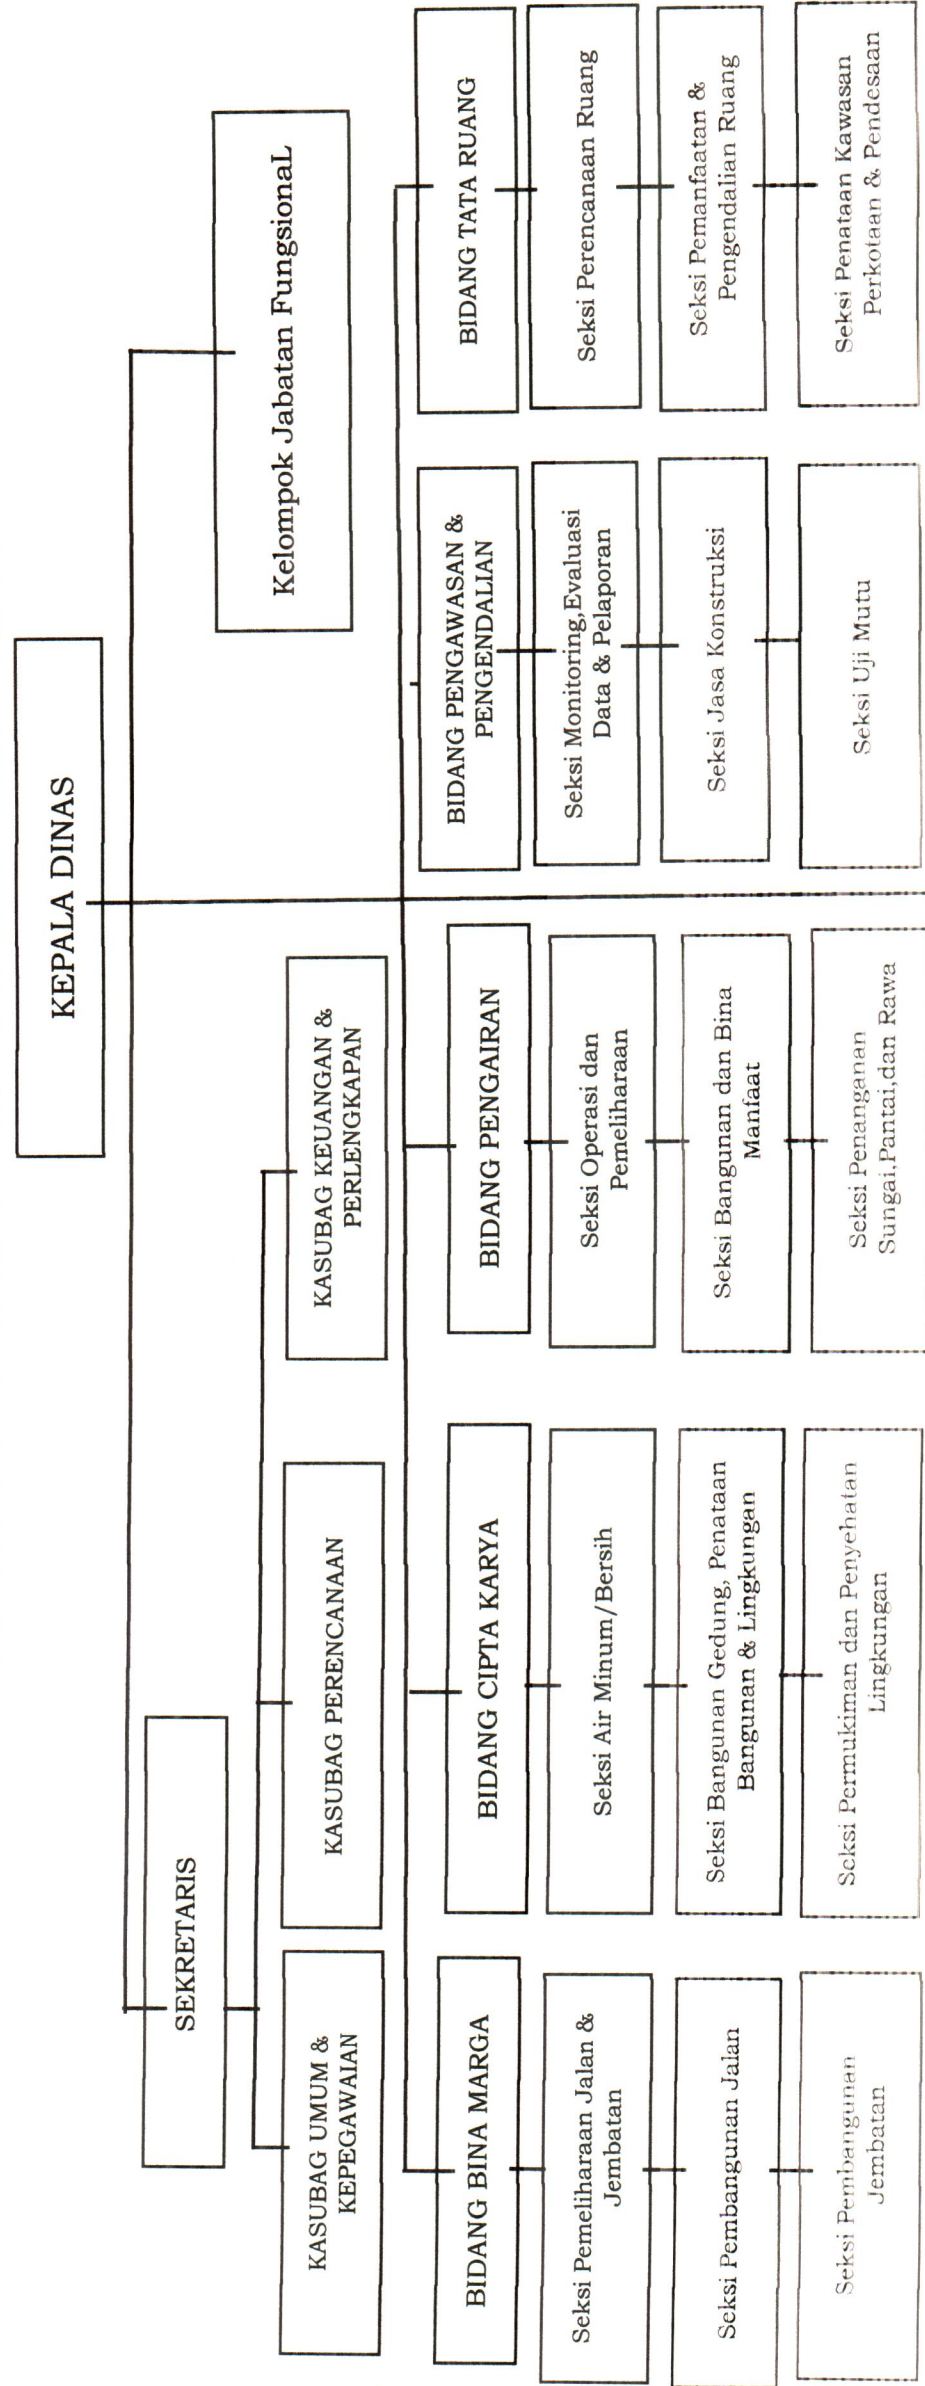 KEPALA DINAS
SEKRETARIS
Kelompok Jabatan FungsionaL
KASUBAG UMUM &
KEPEGAWAIAN
KASUBAG PERENCANAAN
KASUBAG KEUANGAN &
PERLENGKAPAN
BIDANG BINA MARGA
Seksi Pemeliharaan Jalan &
Jembatan
Seksi Pembangunan Jalan
Seksi Pembangunan
Jembatan
BIDANG CIPTA KARYA
Seksi Air Minum/Bersih
Seksi Bangunan Gedung, Penataan
Bangunan & Lingkungan
Seksi Permukiman dan Penyehatan
Lingkungan
BIDANG PENGAIRAN
Seksi Operasi dan
Pemeliharaan
Seksi Bangunan dan Bina
Manfaat
Seksi Penanganan
Sungai,Pantai,dan Rawa
BIDANG PENGAWASAN &
PENGENDALIAN
Seksi Monitoring,Evaluasi
Data & Pelaporan
Seksi Jasa Konstruksi
Seksi Uji Mutu
BIDANG TATA RUANG
Seksi Perencanaan Ruang
Seksi Pemanfaatan &
Pengendalian Ruang
Seksi Penataan Kawasan
Perkotaan & Pendesaan